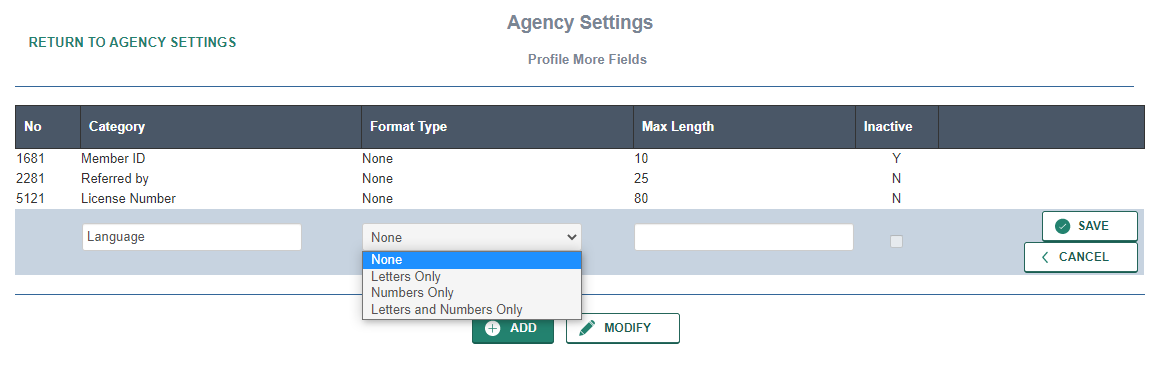 Agency Settings
RETURN TO AGENCY SETTINGS
Profile More Fields
No Category Format Type Max Length Inactive
1681 Member ID None 10 Y
2281 Referred by None 25 N
5121 License Number None 80 N
Language None SAVE
None CANCEL
Letters Only
Numbers Only
Letters and Numbers Only
ADD MODIFY